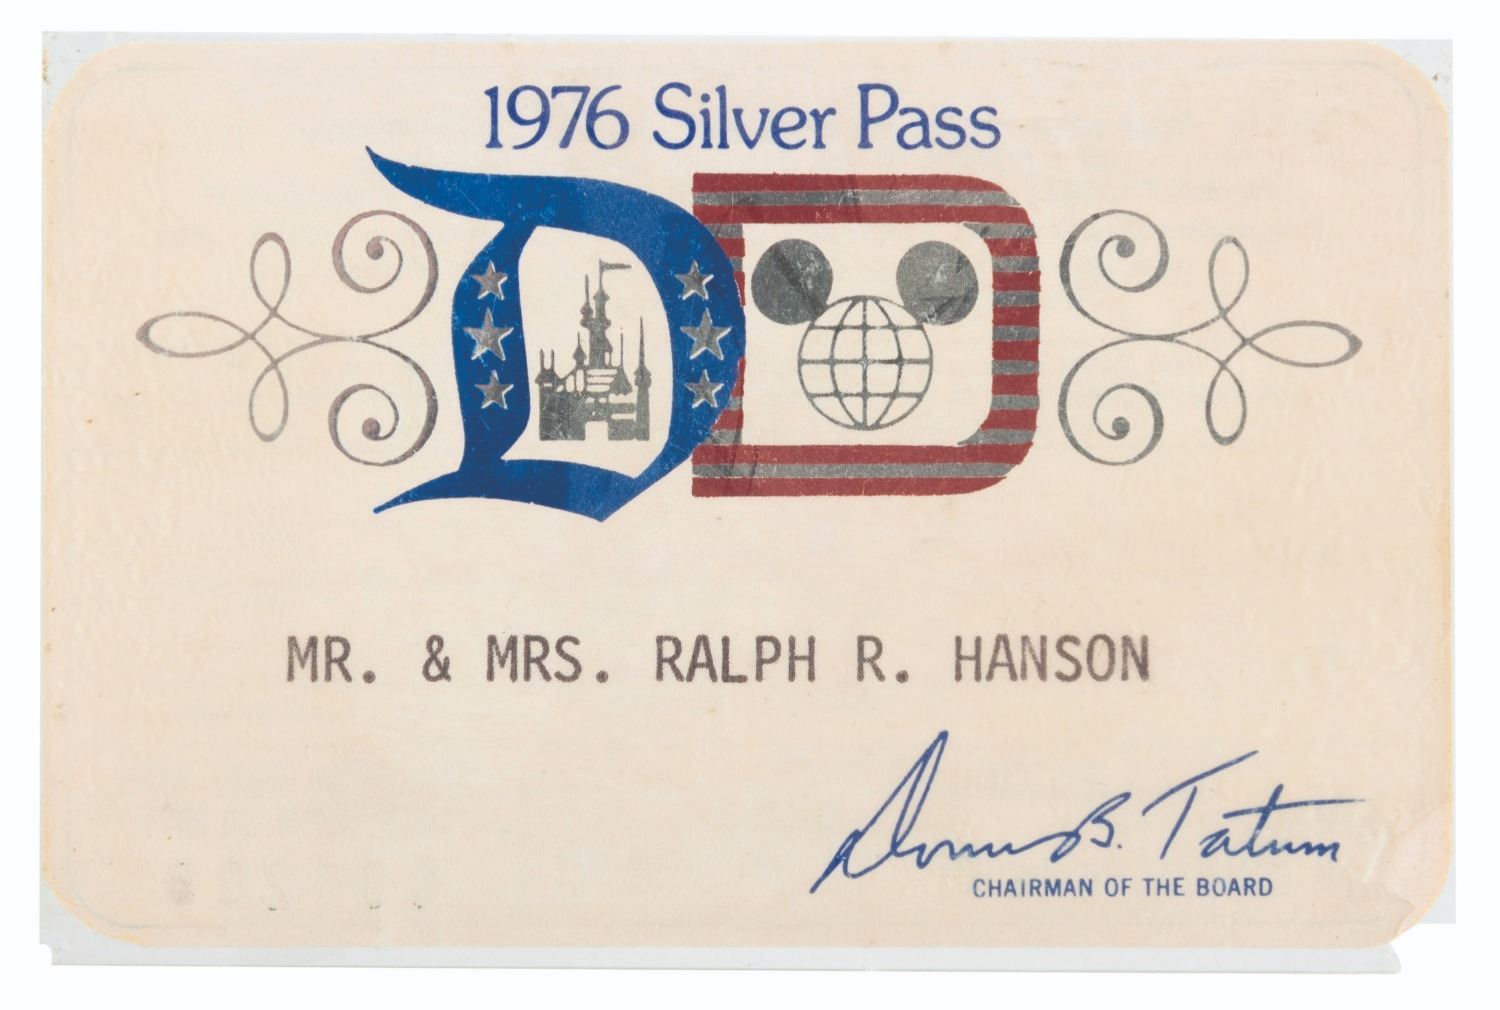 1976 Silver Pass
D D
MR. & MRS. RALPH R. HANSON
Donn B. Tatum
CHAIRMAN OF THE BOARD